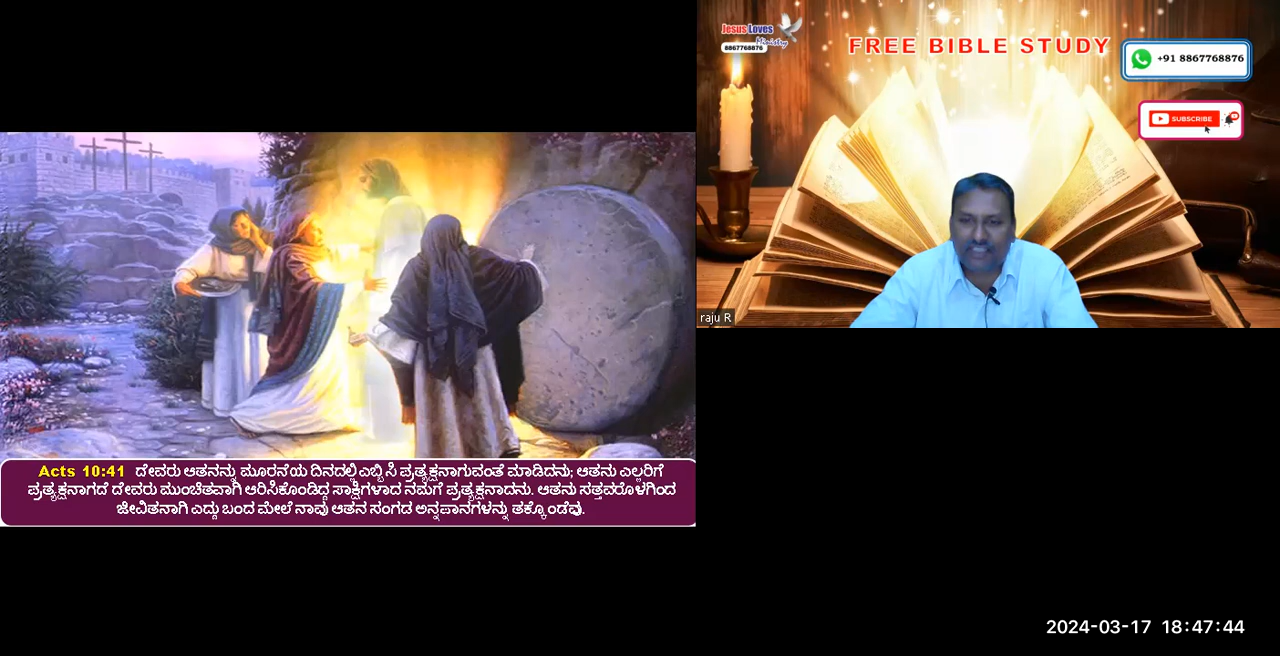 Acts 10:41 ದೇವರು ಆತನನ್ನು ಮೂರನೆಯ ದಿನದಲ್ಲಿ ಎಬ್ಬಿಸಿ ಪ್ರತ್ಯಕ್ಷನಾಗುವಂತೆ ಮಾಡಿದನು; ಆತನು ಎಲ್ಲರಿಗೆ
ಪ್ರತ್ಯಕ್ಷನಾಗದೆ ದೇವರು ಮುಂಚಿತವಾಗಿ ಆರಿಸಿಕೊಂಡಿದ್ದ ಸಾಕ್ಷಿಗಳಾದ ನಮಗೆ ಪ್ರತ್ಯಕ್ಷನಾದನು. ಆತನು ಸತ್ತವರೊಳಗಿಂದ
ಜೀವಿತನಾಗಿ ಎದ್ದು ಬಂದ ಮೇಲೆ ನಾವು ಆತನ ಸಂಗಡ ಅನ್ನಪಾನಗಳನ್ನು ತಕ್ಕೊಂಡೆವು.
Jesus Loves
Ministry
8867768876
FREE BIBLE STUDY
+91 8867768876
SUBSCRIBE
raju R
2024-03-17 18:47:44